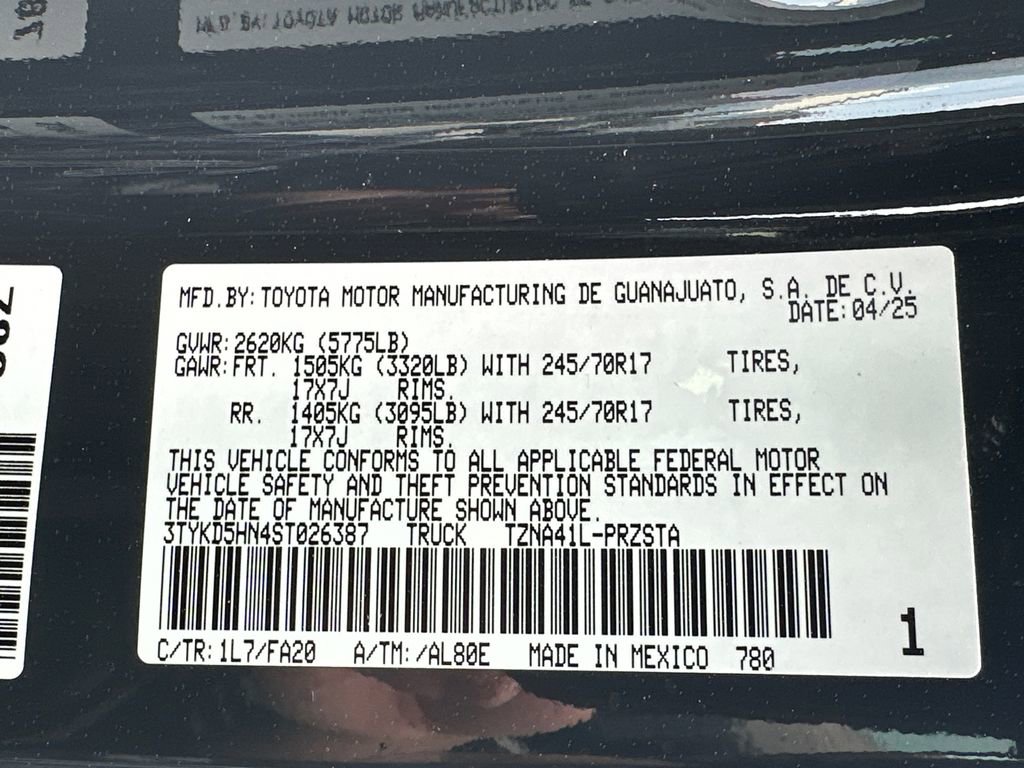 MFD.BY: TOYOTA MOTOR MANUFACTURING DE GUANAJUATO, S.A. DE C.V.
DATE: 04/25
GVWR: 2620KG (5775LB)
GAWR: FRT. 1505KG (3320LB) WITH 245/70R17 TIRES,
17X7J RIMS.
RR. 1405KG (3095LB) WITH 245/70R17 TIRES,
17X7J RIMS.
THIS VEHICLE CONFORMS TO ALL APPLICABLE FEDERAL MOTOR
VEHICLE SAFETY AND THEFT PREVENTION STANDARDS IN EFFECT ON
THE DATE OF MANUFACTURE SHOWN ABOVE.
3TYKD5HN4ST026387 TRUCK TZNA41L-PRZSTA
C/TR: 1L7/FA20 A/TM: /AL80E MADE IN MEXICO 780
1